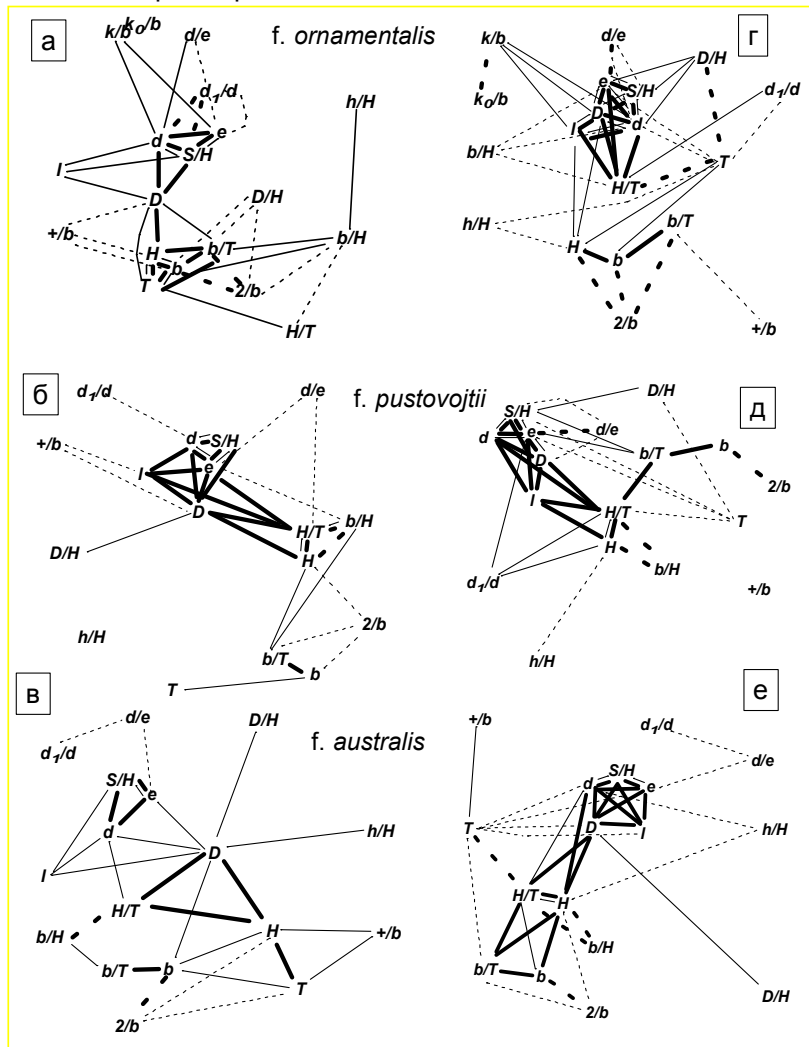 а
k/b
k₀/b
d/e
f. ornamentalis
г
k/b
d/e
D/H
d₁/d
h/H
d
e
S/H
l
D
D/H
+/b
H
b/T
b/H
b
T
2/b
H/T
e
S/H
k₀/b
D
d
d₁/d
l
b/H
H/T
T
h/H
H
b/T
b
2/b
+/b
б
d₁/d
d/e
f. pustovojtii
D/H
д
+/b
d
S/H
l
e
D
H/T
b/H
H
D/H
h/H
2/b
b/T
b
T
S/H
d
e
d/e
D
b/T
b
2/b
l
H/T
T
H
b/H
d₁/d
+/b
h/H
в
d/e
D/H
f. australis
е
d₁/d
S/H
e
d
D
h/H
l
H/T
b/H
H
+/b
b/T
b
T
2/b
+/b
d₁/d
d/e
S/H
d
e
T
D
l
h/H
H/T
H
b/H
b/T
b
D/H
2/b